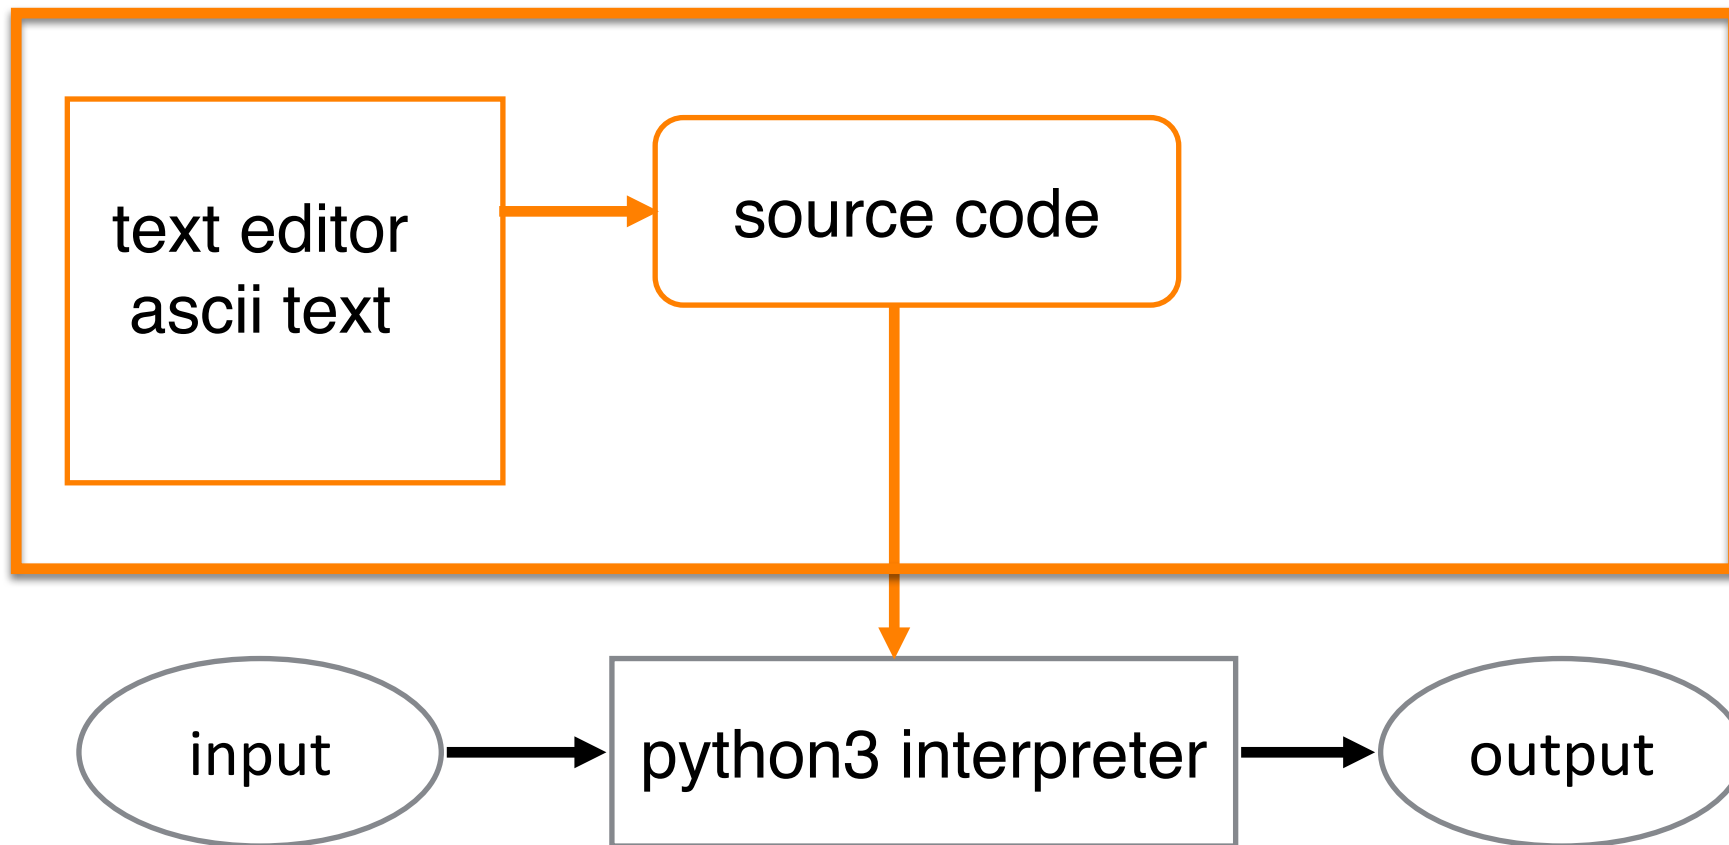 text editor
ascii text
source code
input
python3 interpreter
output